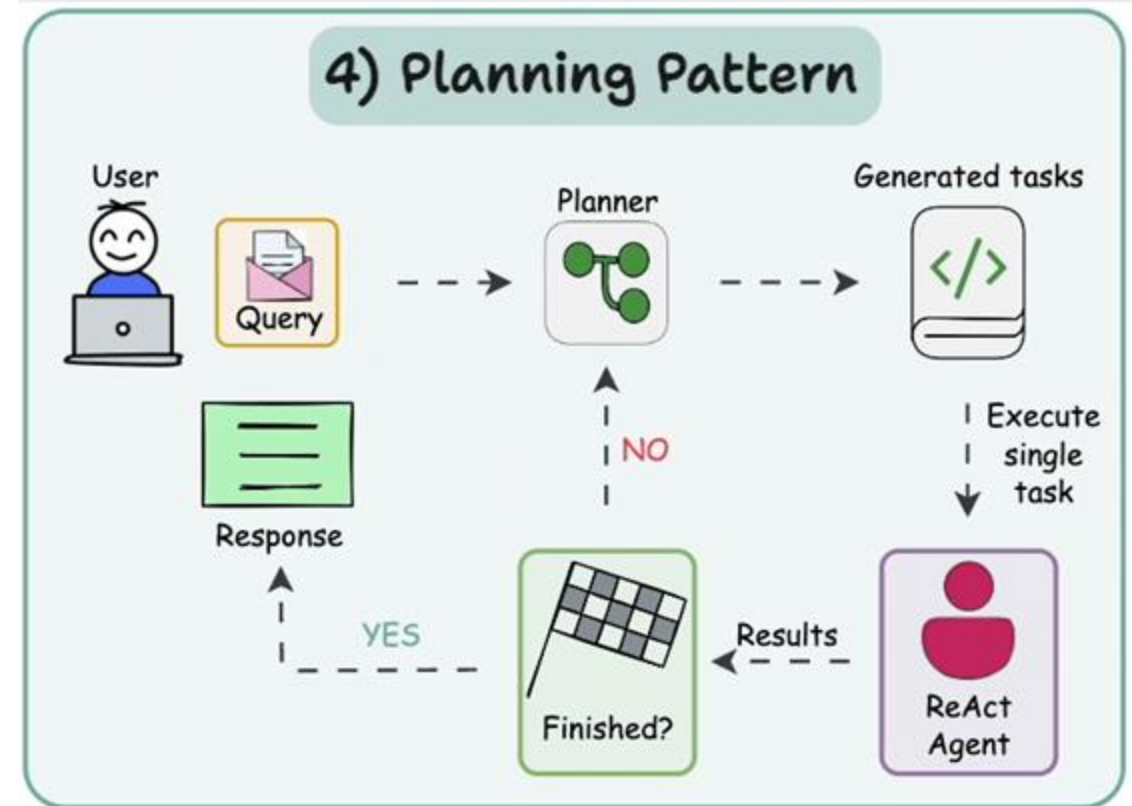 4) Planning Pattern
User
Query
Planner
Generated tasks
Execute
single
task
NO
Response
YES
Finished?
Results
ReAct
Agent